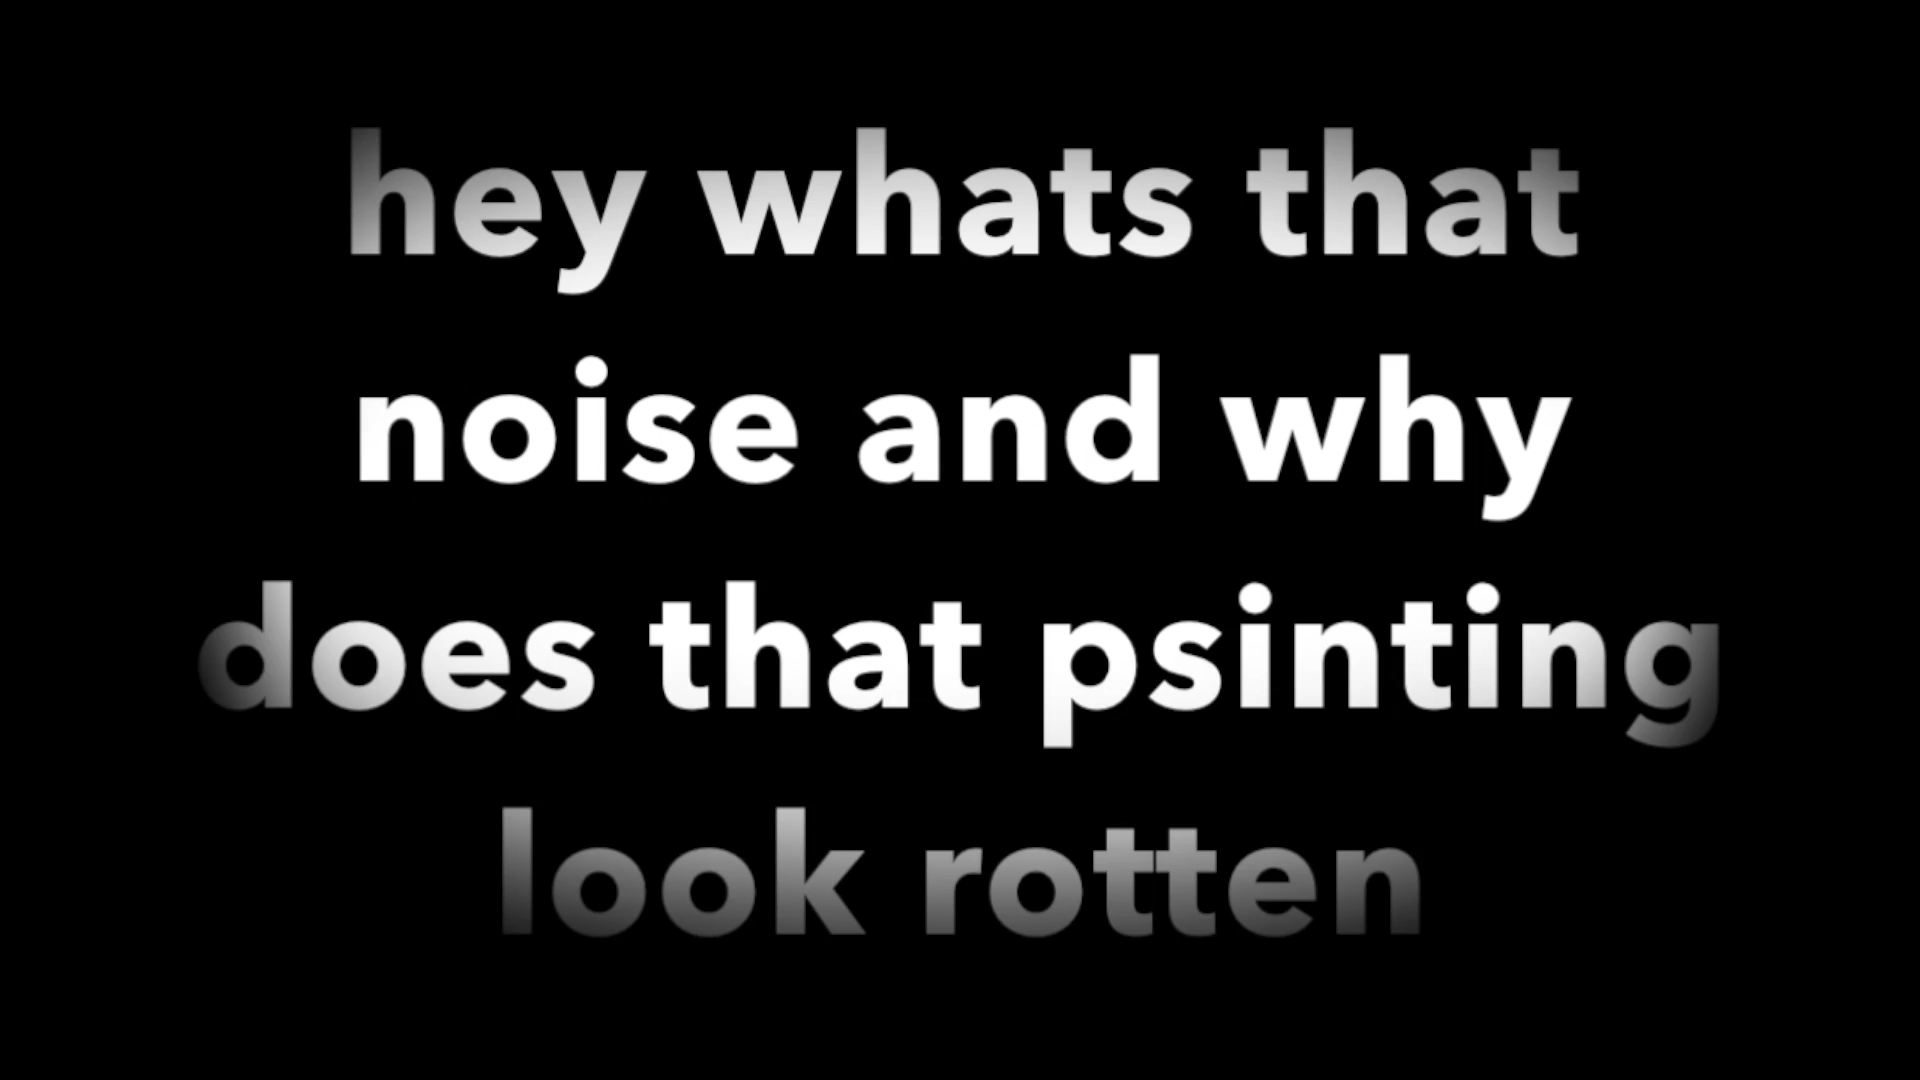 hey whats that
noise and why
does that psinting
look rotten